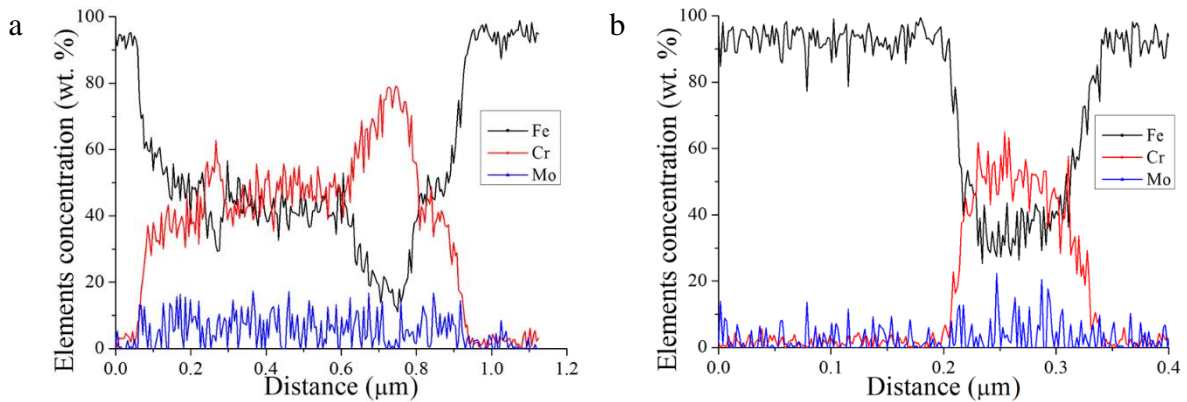 a
Elements concentration (wt. %)
100
80
60
40
20
0
Fe
Cr
Mo
0.0 0.2 0.4 0.6 0.8 1.0 1.2
Distance (μm)
b
Elements concentration (wt. %)
100
80
60
40
20
0
Fe
Cr
Mo
0.0 0.1 0.2 0.3 0.4
Distance (μm)